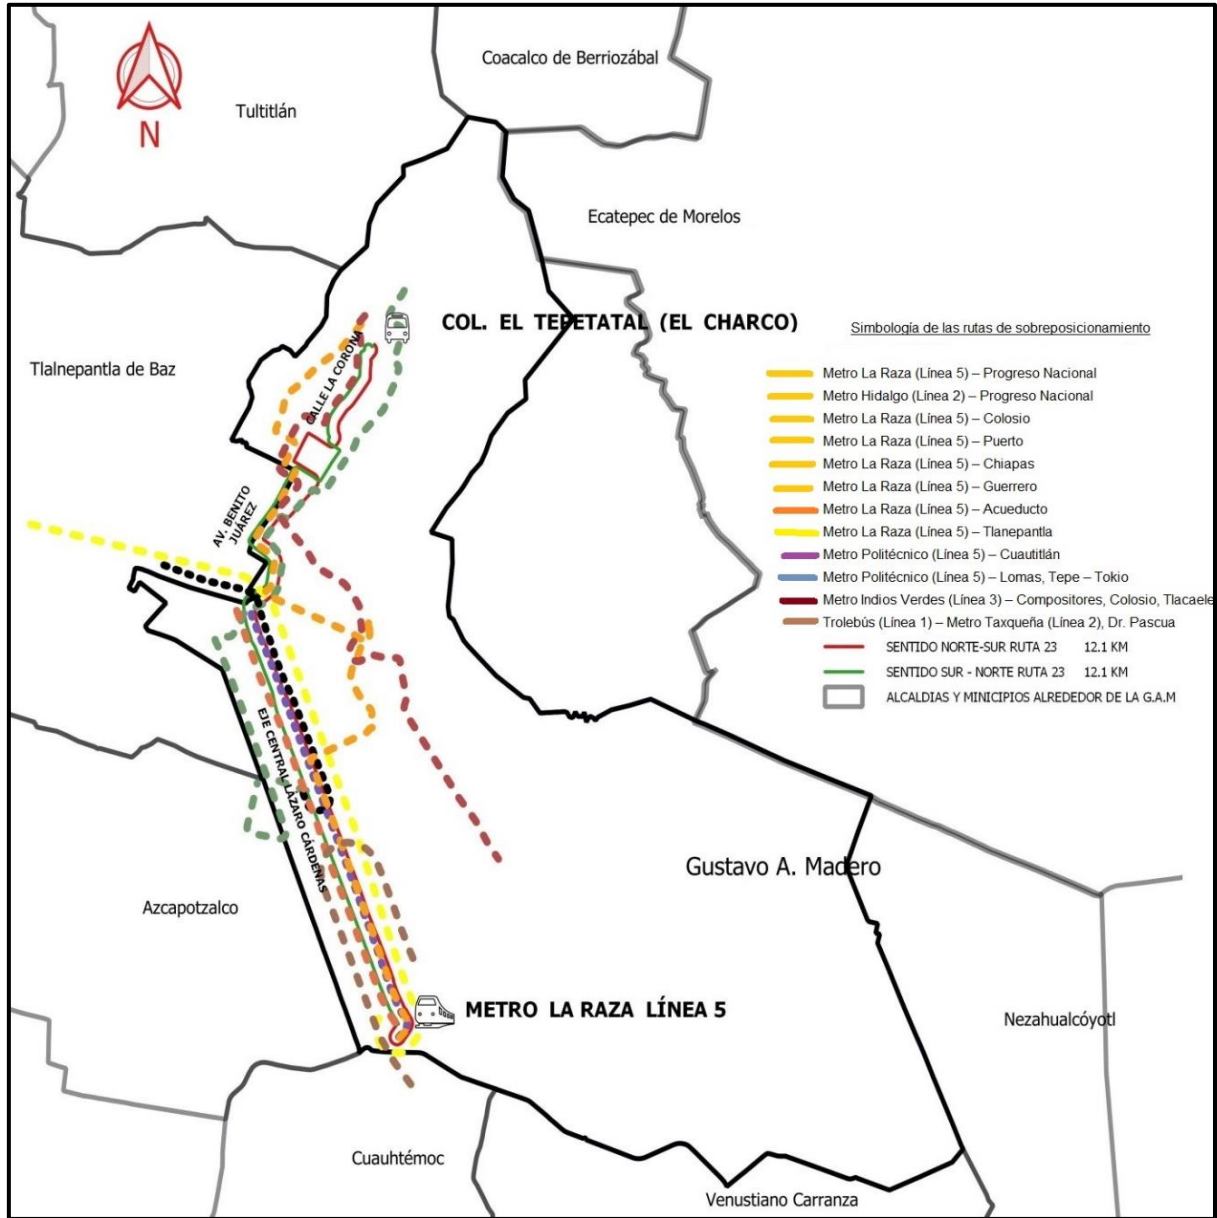 Coacalco de Berriozábal
Tultitlán
N
Ecatepec de Morelos
COL. EL TEPETATAL (EL CHARCO)
Simbología de las rutas de sobreposicionamiento
Tlalnepantla de Baz
CALLE LA CORONA
Metro La Raza (Línea 5) – Progreso Nacional
Metro Hidalgo (Línea 2) – Progreso Nacional
Metro La Raza (Línea 5) – Colosio
Metro La Raza (Línea 5) – Puerto
Metro La Raza (Línea 5) – Chiapas
Metro La Raza (Línea 5) – Guerrero
Metro La Raza (Línea 5) – Acueducto
Metro La Raza (Línea 5) – Tlanepantla
Metro Politécnico (Línea 5) – Cuautitlán
Metro Politécnico (Línea 5) – Lomas, Tepe – Tokio
Metro Indios Verdes (Línea 3) – Compositores, Colosio, Tlacaele
Trolebús (Línea 1) – Metro Taxqueña (Línea 2), Dr. Pascua
SENTIDO NORTE-SUR RUTA 23 12.1 KM
SENTIDO SUR - NORTE RUTA 23 12.1 KM
ALCALDIAS Y MINICIPIOS ALREDEDOR DE LA G.A.M
AV. BENITO
JUÁREZ
EJE CENTRAL LÁZARO CÁRDENAS
Gustavo A. Madero
Azcapotzalco
METRO LA RAZA LÍNEA 5
Nezahualcóyotl
Cuauhtémoc
Venustiano Carranza